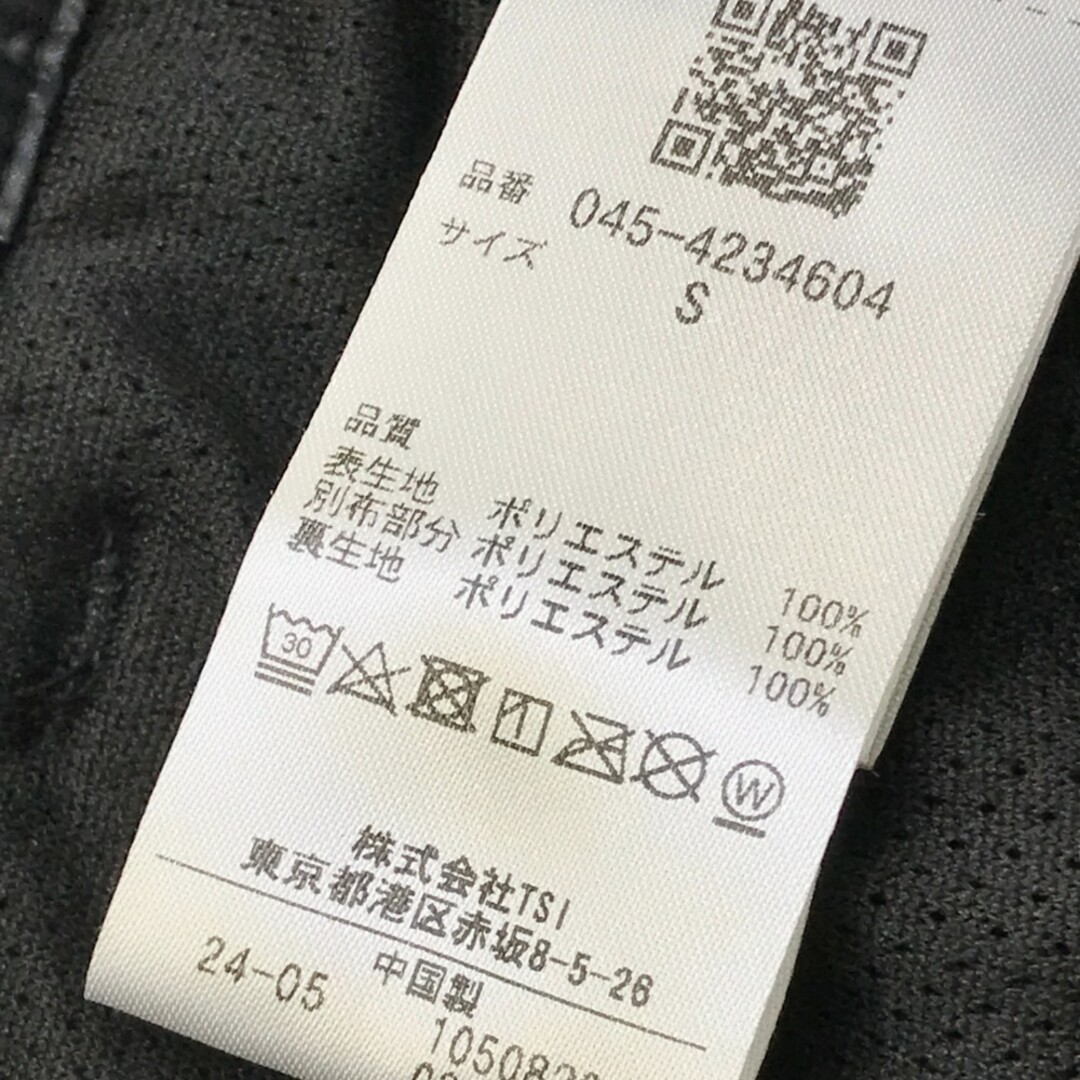 品番 045-4234604
サイズ S
品質
表生地 ポリエステル 100%
別布部分 ポリエステル 100%
裏生地 ポリエステル 100%
30
W
株式会社TSI
東京都港区赤坂8-5-26
中国製
24-05